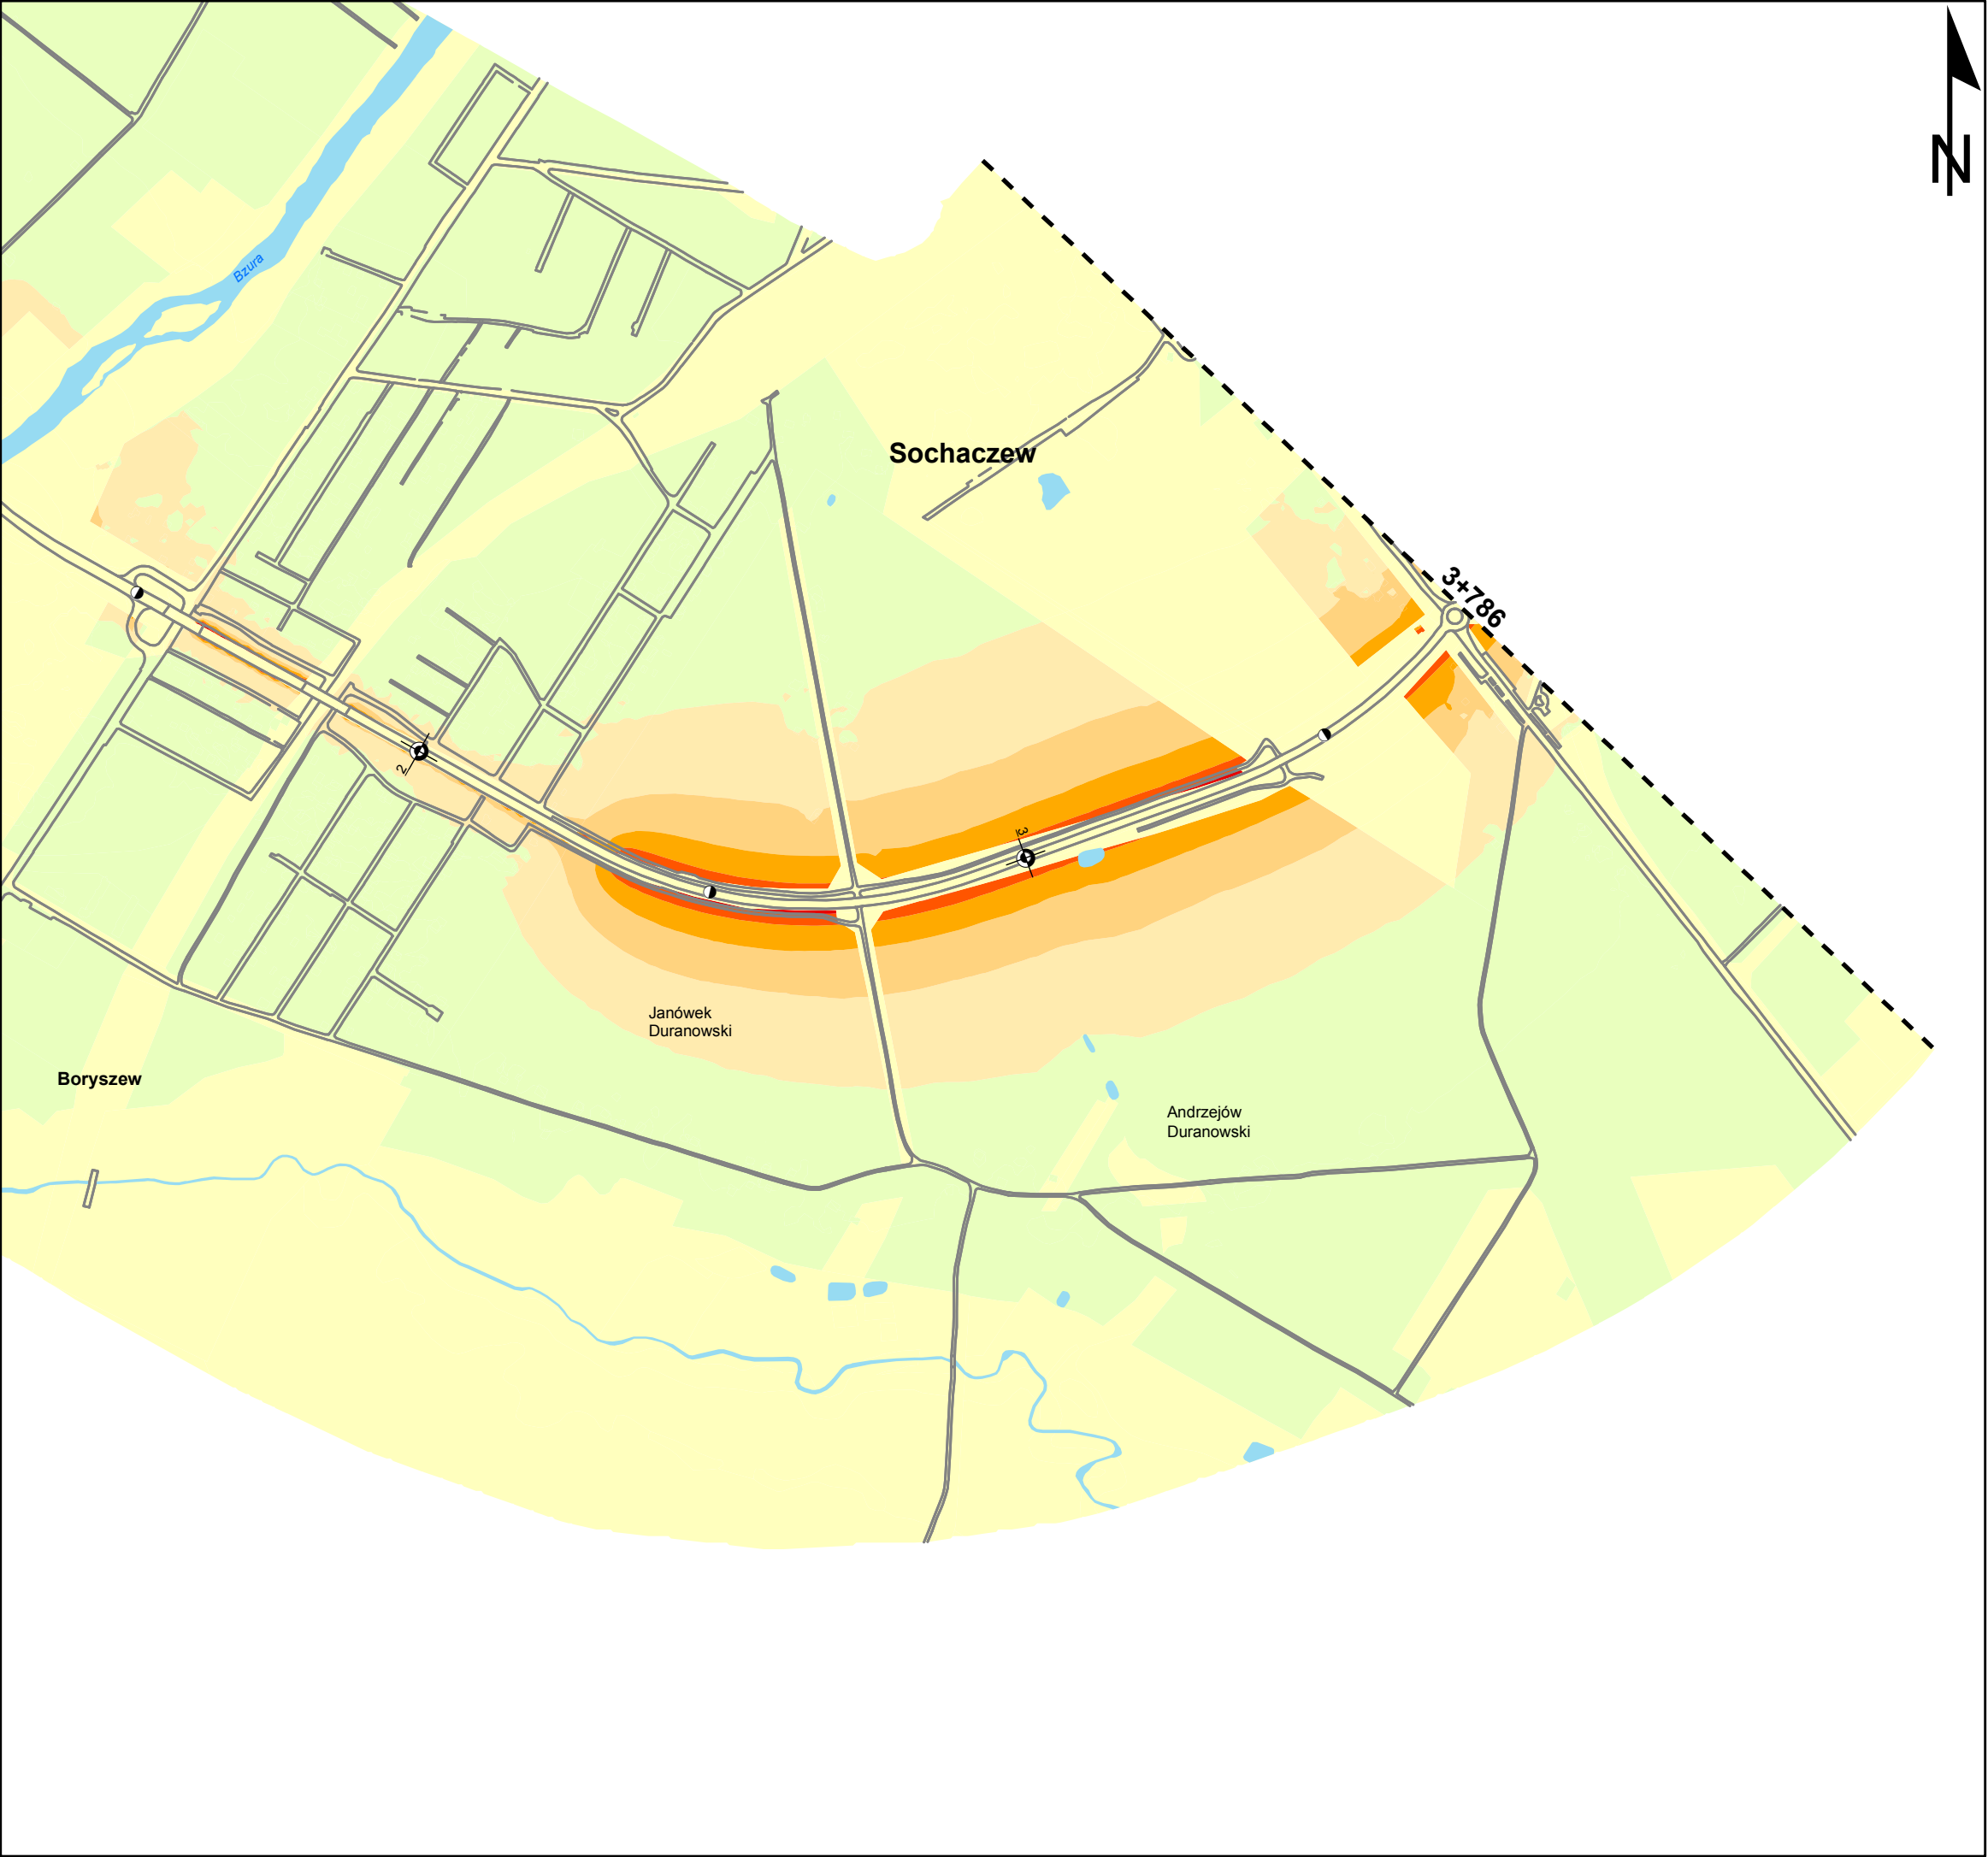 N
Bzura
Sochaczew
3+786
2
3
Janówek
Duranowski
Boryszew
Andrzejów
Duranowski